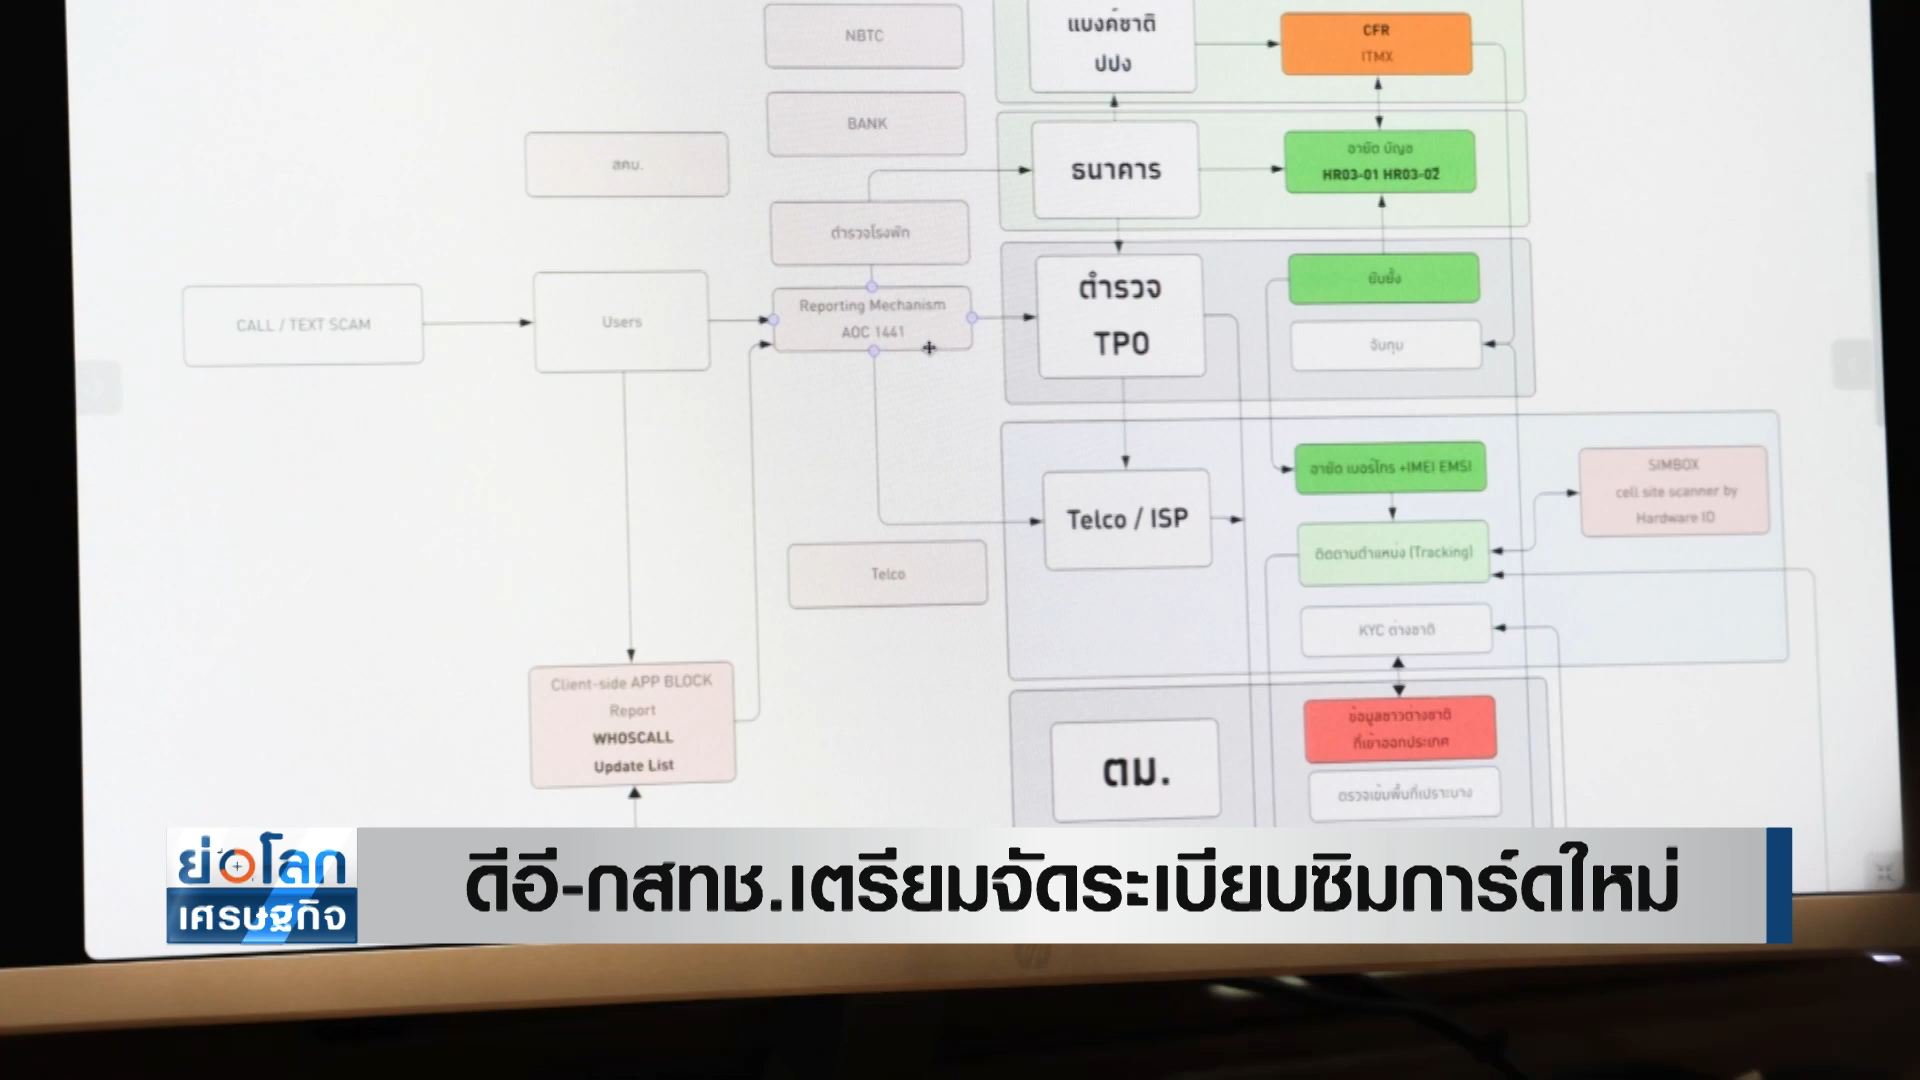 NBTC
แบงค์ชาติ
ปปง
CFR
ITMX
BANK
สคบ.
ธนาคาร
อายัด บัญช
HR03-01 HR03-02
ตำรวจโรงพัก
CALL / TEXT SCAM
Users
Reporting Mechanism
AOC 1441
ตำรวจ
TPO
ยับยั้ง
จับกุม
Telco / ISP
อายัด เบอร์โทร +IMEI EMSI
SIMBOX
cell site scanner by
Hardware ID
ติดตามตำแหน่ง (Tracking)
Telco
KYC ต่างชาติ
Client-side APP BLOCK
Report
WHOSCALL
Update List
ตม.
ข้อมูลชาวต่างชาติ
ที่เข้าออกประเทศ
ตรวจเข้มพื้นที่เปราะบาง
ย่อโลก
เศรษฐกิจ
ดีอี-กสทช.เตรียมจัดระเบียบซิมการ์ดใหม่
hp